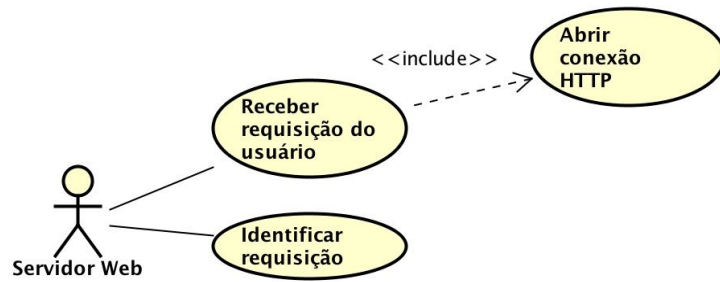 Abrir
conexão
HTTP
<<include>>
Receber
requisição do
usuário
Identificar
requisição
Servidor Web